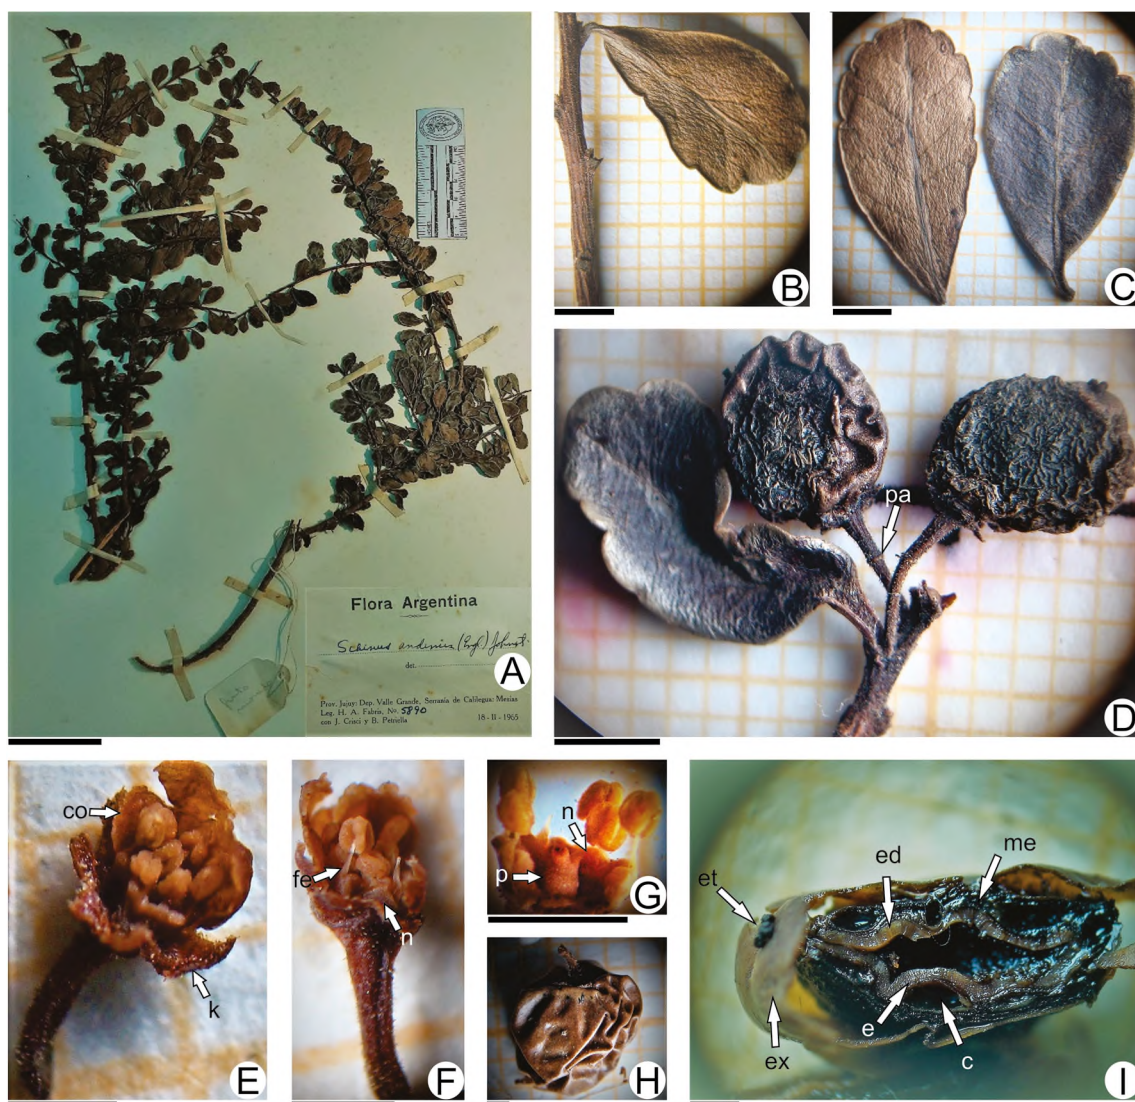 Flora Argentina
Schinus andinus (Engl) Johnst.
det.
Prov. Jujuy: Dep. Valle Grande, Serranía de Calilegua: Mexias
Leg. H. A. Fabris, No. 5890
con J. Crisci y B. Petriella
18-II-1965
A
B
C
pa
D
co
k
E
fe
n
F
n
p
G
H
et
ed
me
ex
e
c
I